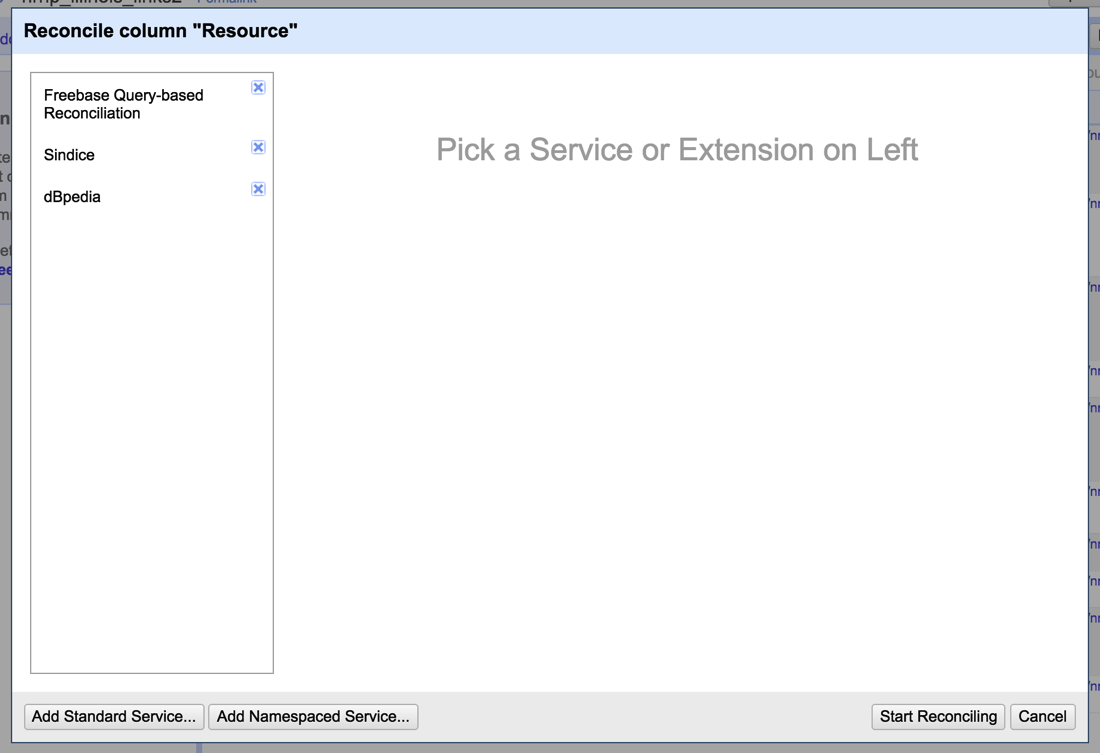 Permalink
Reconcile column "Resource"
Freebase Query-based
Reconciliation
Sindice
dBpedia
Pick a Service or Extension on Left
Add Standard Service...
Add Namespaced Service...
Start Reconciling
Cancel